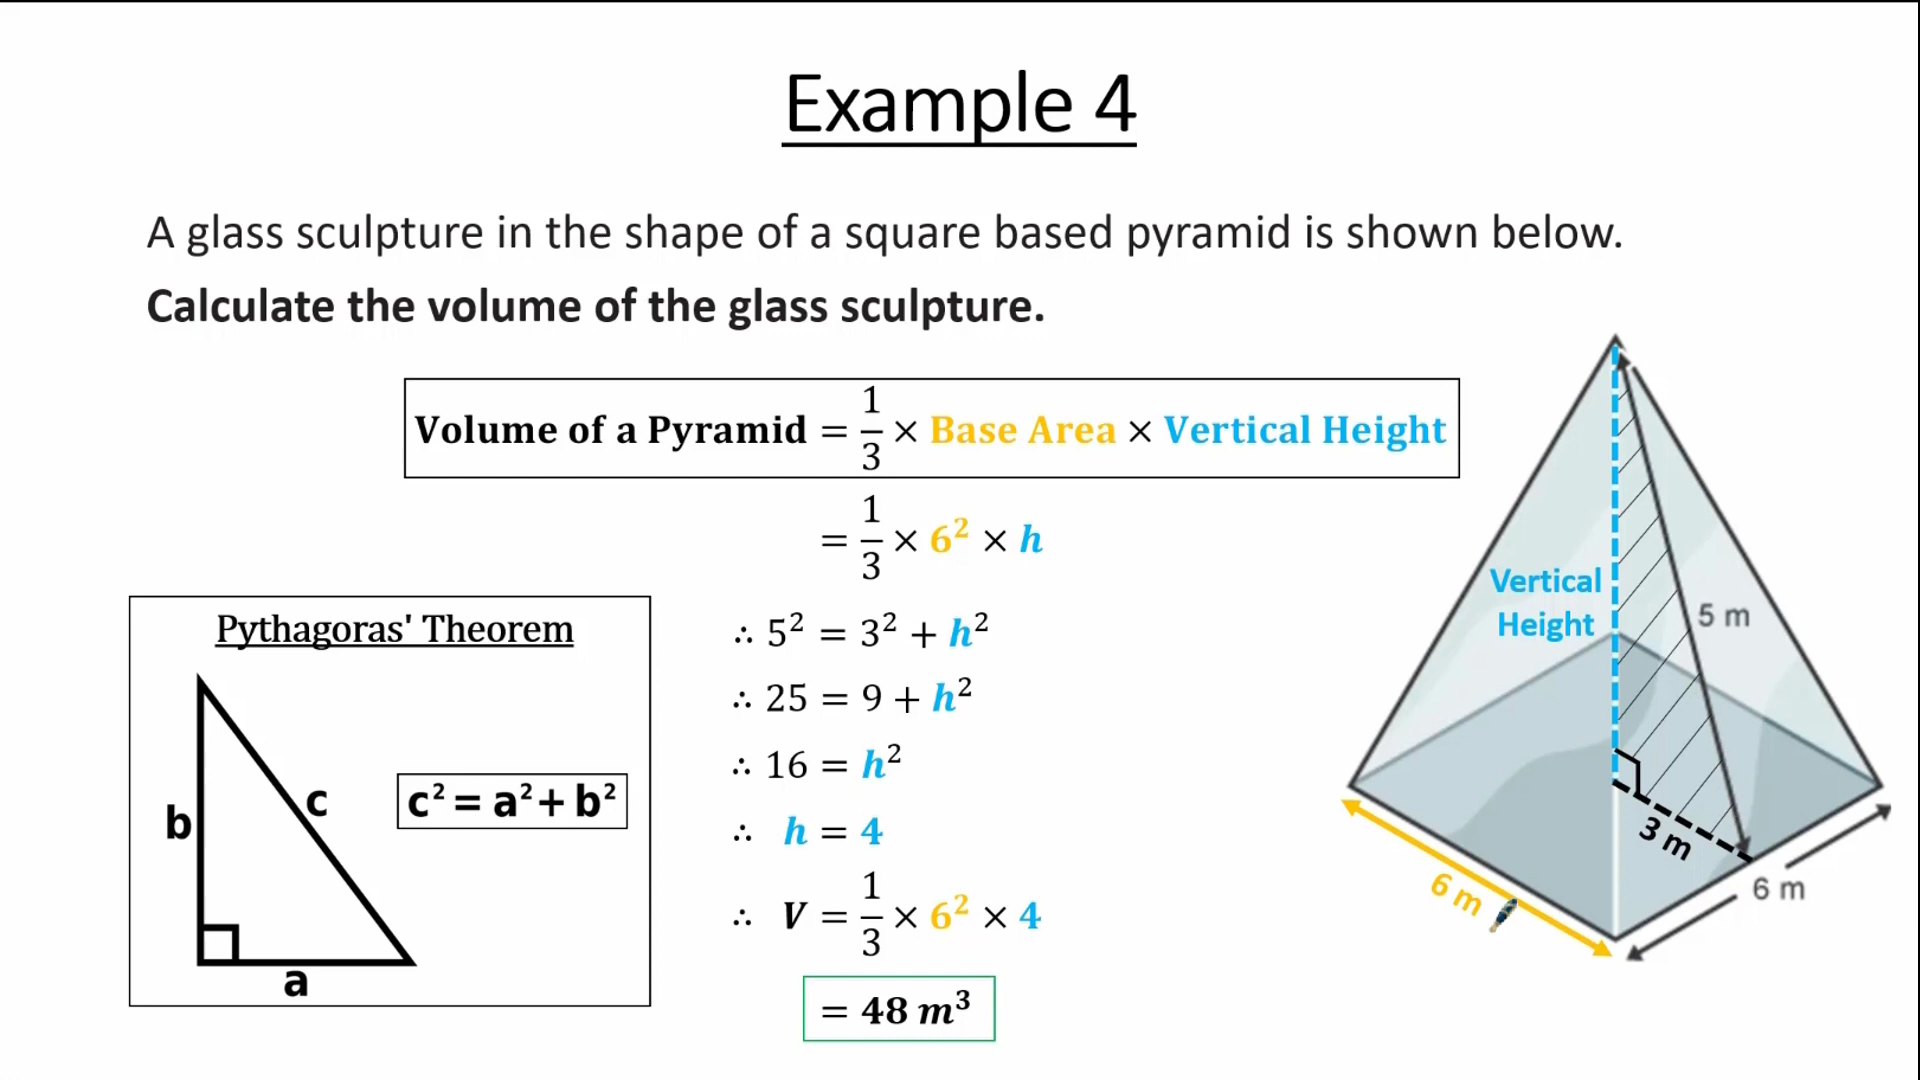 Example 4
A glass sculpture in the shape of a square based pyramid is shown below.
Calculate the volume of the glass sculpture.
Volume of a Pyramid = 1/3 × Base Area × Vertical Height
= 1/3 × 6² × h
Pythagoras' Theorem
b
c
c² = a² + b²
a
∴ 5² = 3² + h²
∴ 25 = 9 + h²
∴ 16 = h²
∴ h = 4
∴ V = 1/3 × 6² × 4
= 48 m³
Vertical
Height
5 m
3 m
6 m
6 m